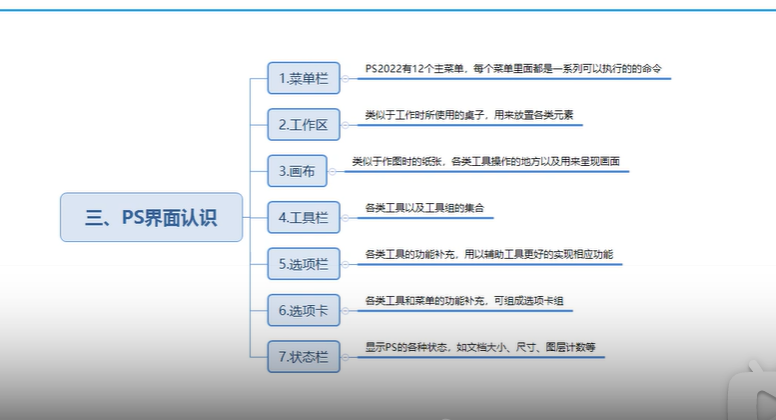 三、PS界面认识
1.菜单栏
PS2022有12个主菜单，每个菜单里面都是一系列可以执行的的命令
2.工作区
类似于工作时所使用的桌子，用来放置各类元素
3.画布
类似于作图时的纸张，各类工具操作的地方以及用来呈现画面
4.工具栏
各类工具以及工具组的集合
5.选项栏
各类工具的功能补充，用以辅助工具更好的实现相应功能
6.选项卡
各类工具和菜单的功能补充，可组成选项卡组
7.状态栏
显示PS的各种状态，如文档大小、尺寸、图层计数等